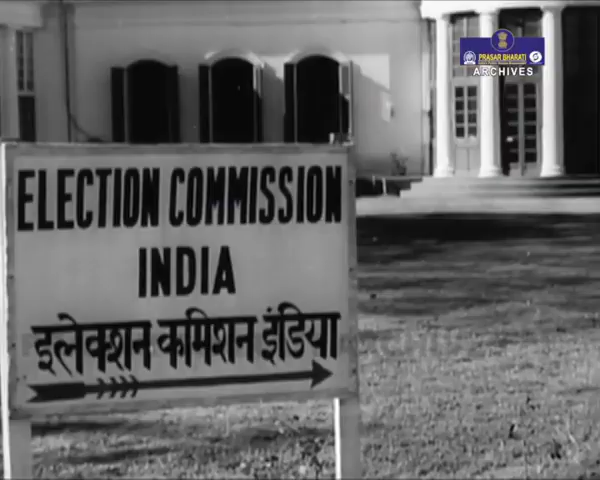 PRASAR BHARATI
ARCHIVES
ELECTION COMMISSION
INDIA
इलेक्शन कमिशन इंडिया